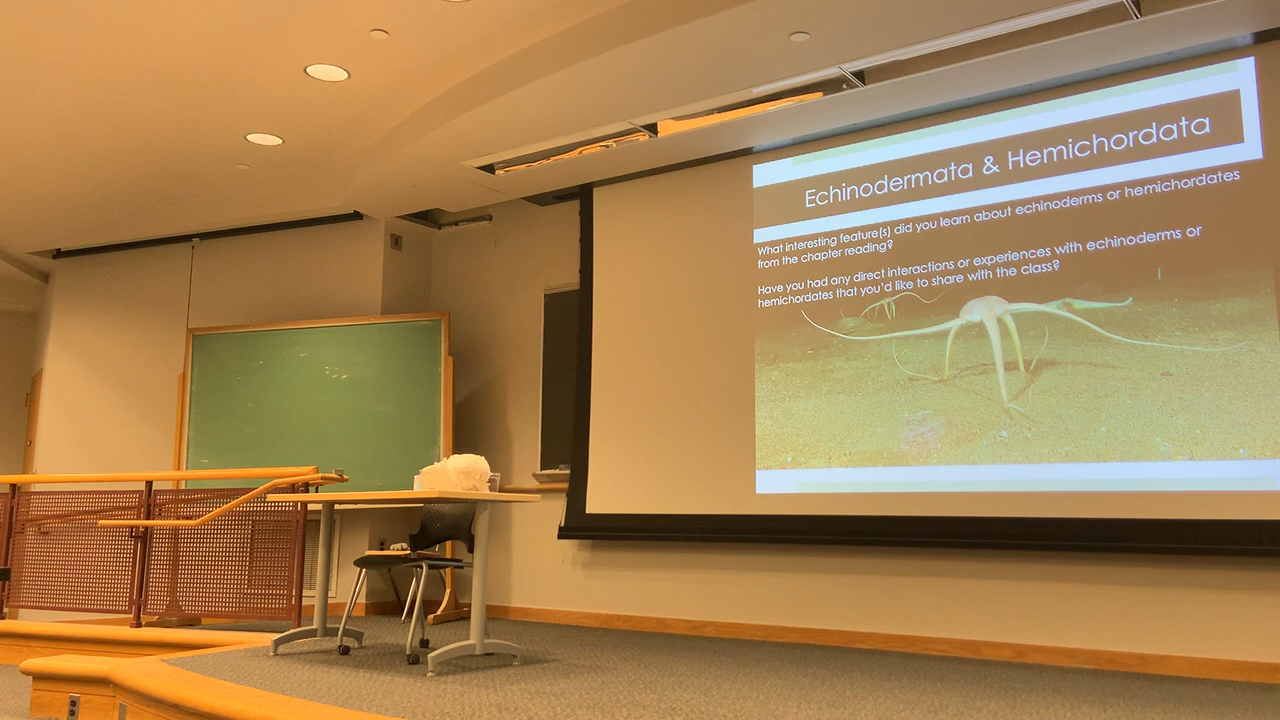 Echinodermata & Hemichordata
What interesting feature(s) did you learn about echinoderms or hemichordates
from the chapter reading?
Have you had any direct interactions or experiences with echinoderms or
hemichordates that you'd like to share with the class?